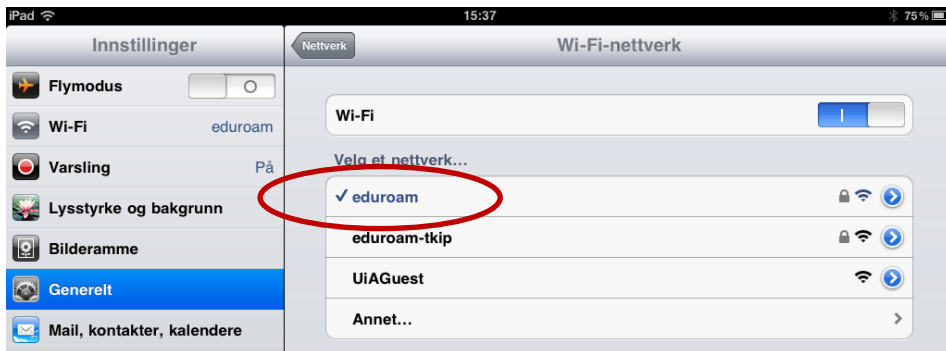 iPad 15:37 75%
Innstillinger
Nettverk Wi-Fi-nettverk
Flymodus
Wi-Fi eduroam
Varsling På
Lysstyrke og bakgrunn
Bilderamme
Generelt
Mail, kontakter, kalendere
Wi-Fi
Velg et nettverk...
eduroam
eduroam-tkip
UiAGuest
Annet...